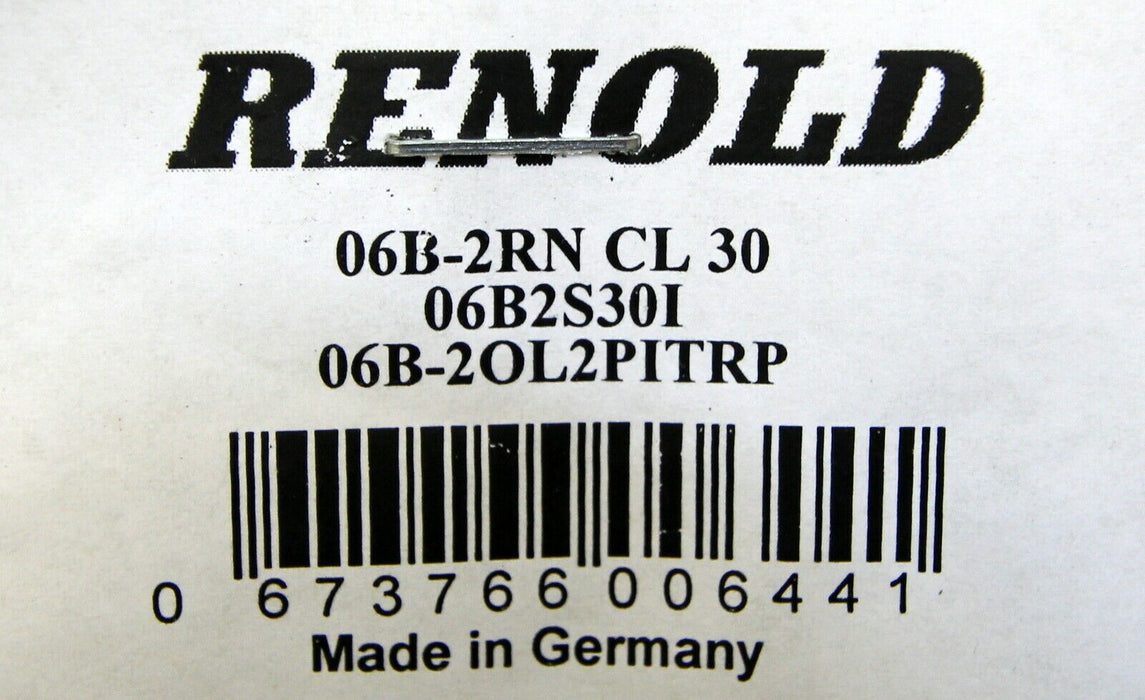 RENOLD
06B-2RN CL 30
06B2S30I
06B-2OL2PITRP
0 673766 006441
Made in Germany